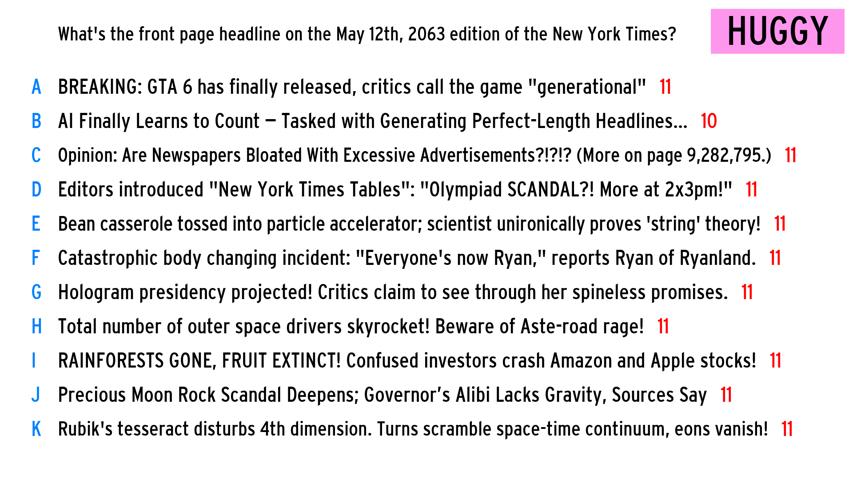 What's the front page headline on the May 12th, 2063 edition of the New York Times?
HUGGY
A BREAKING: GTA 6 has finally released, critics call the game "generational" 11
B AI Finally Learns to Count – Tasked with Generating Perfect-Length Headlines... 10
C Opinion: Are Newspapers Bloated With Excessive Advertisements?!?!? (More on page 9,282,795.) 11
D Editors introduced "New York Times Tables": "Olympiad SCANDAL?! More at 2x3pm!" 11
E Bean casserole tossed into particle accelerator; scientist unironically proves 'string' theory! 11
F Catastrophic body changing incident: "Everyone's now Ryan," reports Ryan of Ryanland. 11
G Hologram presidency projected! Critics claim to see through her spineless promises. 11
H Total number of outer space drivers skyrocket! Beware of Aste-road rage! 11
I RAINFORESTS GONE, FRUIT EXTINCT! Confused investors crash Amazon and Apple stocks! 11
J Precious Moon Rock Scandal Deepens; Governor’s Alibi Lacks Gravity, Sources Say 11
K Rubik's tesseract disturbs 4th dimension. Turns scramble space-time continuum, eons vanish! 11